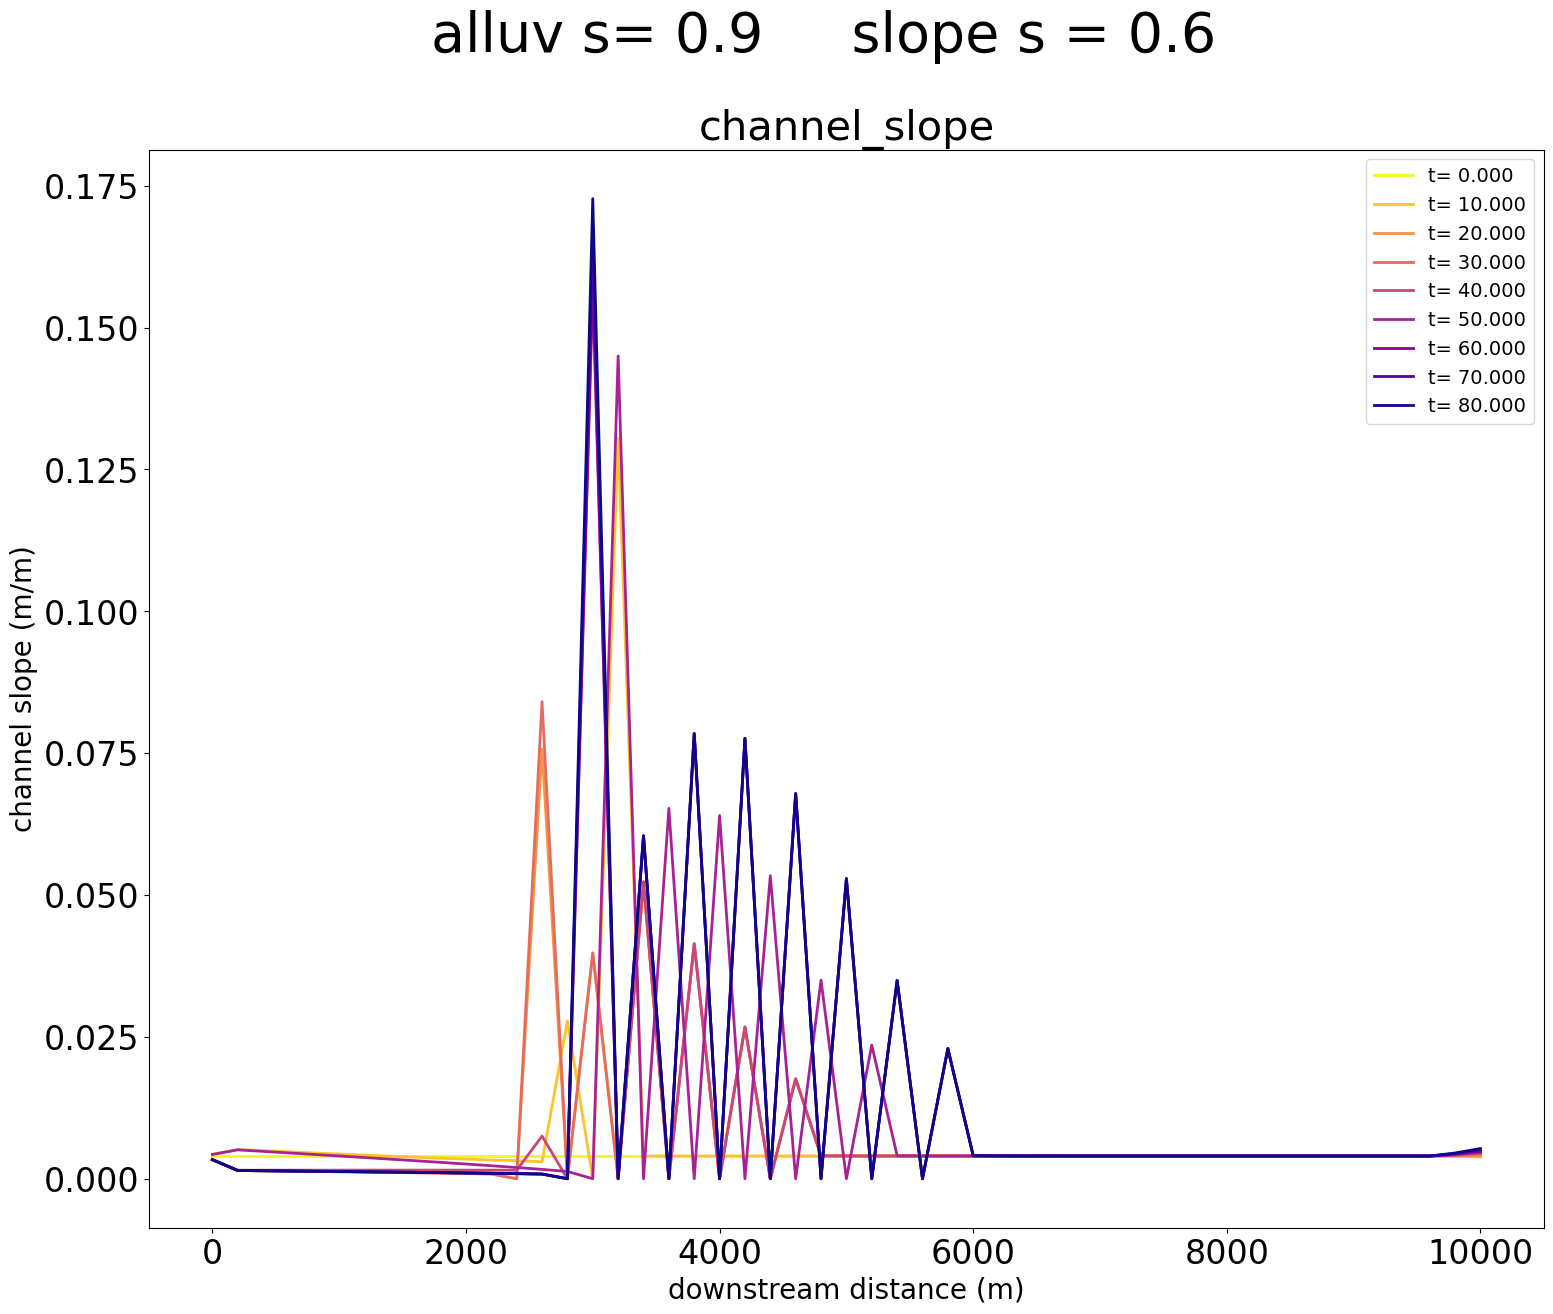 alluv s= 0.9     slope s = 0.6
channel_slope
0.175
0.150
0.125
0.100
0.075
0.050
0.025
0.000
channel slope (m/m)
t= 0.000
t= 10.000
t= 20.000
t= 30.000
t= 40.000
t= 50.000
t= 60.000
t= 70.000
t= 80.000
0
2000
4000
6000
8000
10000
downstream distance (m)